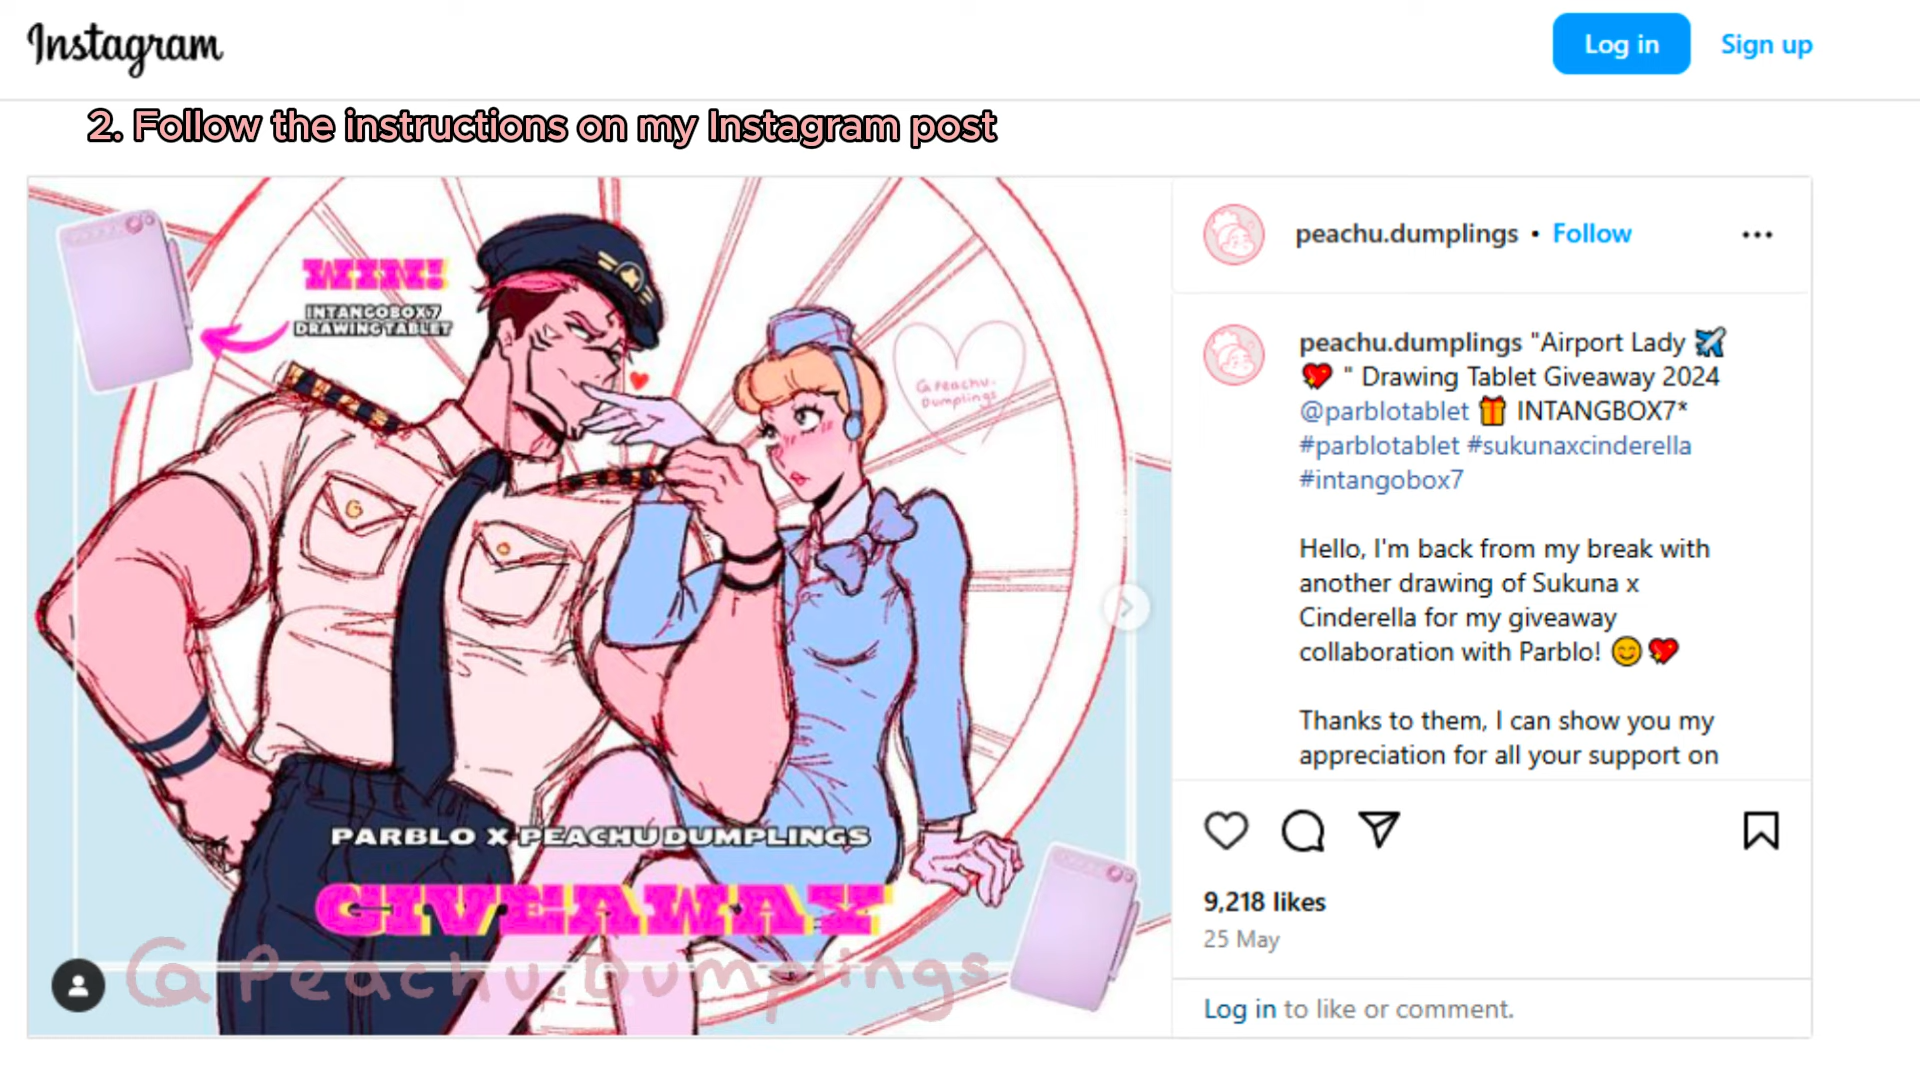 Instagram
Log in
Sign up
2. Follow the instructions on my Instagram post
WIN!
INTANGOBOX7
DRAWING TABLET
@Peachu.
Dumplings
PARBLO X PEACHU DUMPLINGS
GIVEAWAY
@Peachu.Dumplings
peachu.dumplings • Follow
peachu.dumplings "Airport Lady ✈️
💘 " Drawing Tablet Giveaway 2024
@parblotablet 🎁 INTANGBOX7*
#parblotablet #sukunaxcinderella
#intangobox7
Hello, I'm back from my break with
another drawing of Sukuna x
Cinderella for my giveaway
collaboration with Parblo! 😊💘
Thanks to them, I can show you my
appreciation for all your support on
9,218 likes
25 May
Log in to like or comment.